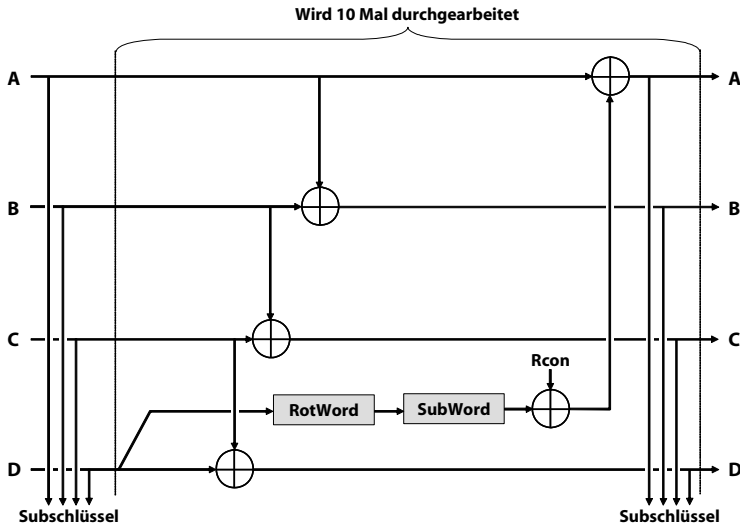 Wird 10 Mal durchgearbeitet
A A
B B
C C
Rcon
RotWord SubWord
D D
Subschlüssel Subschlüssel